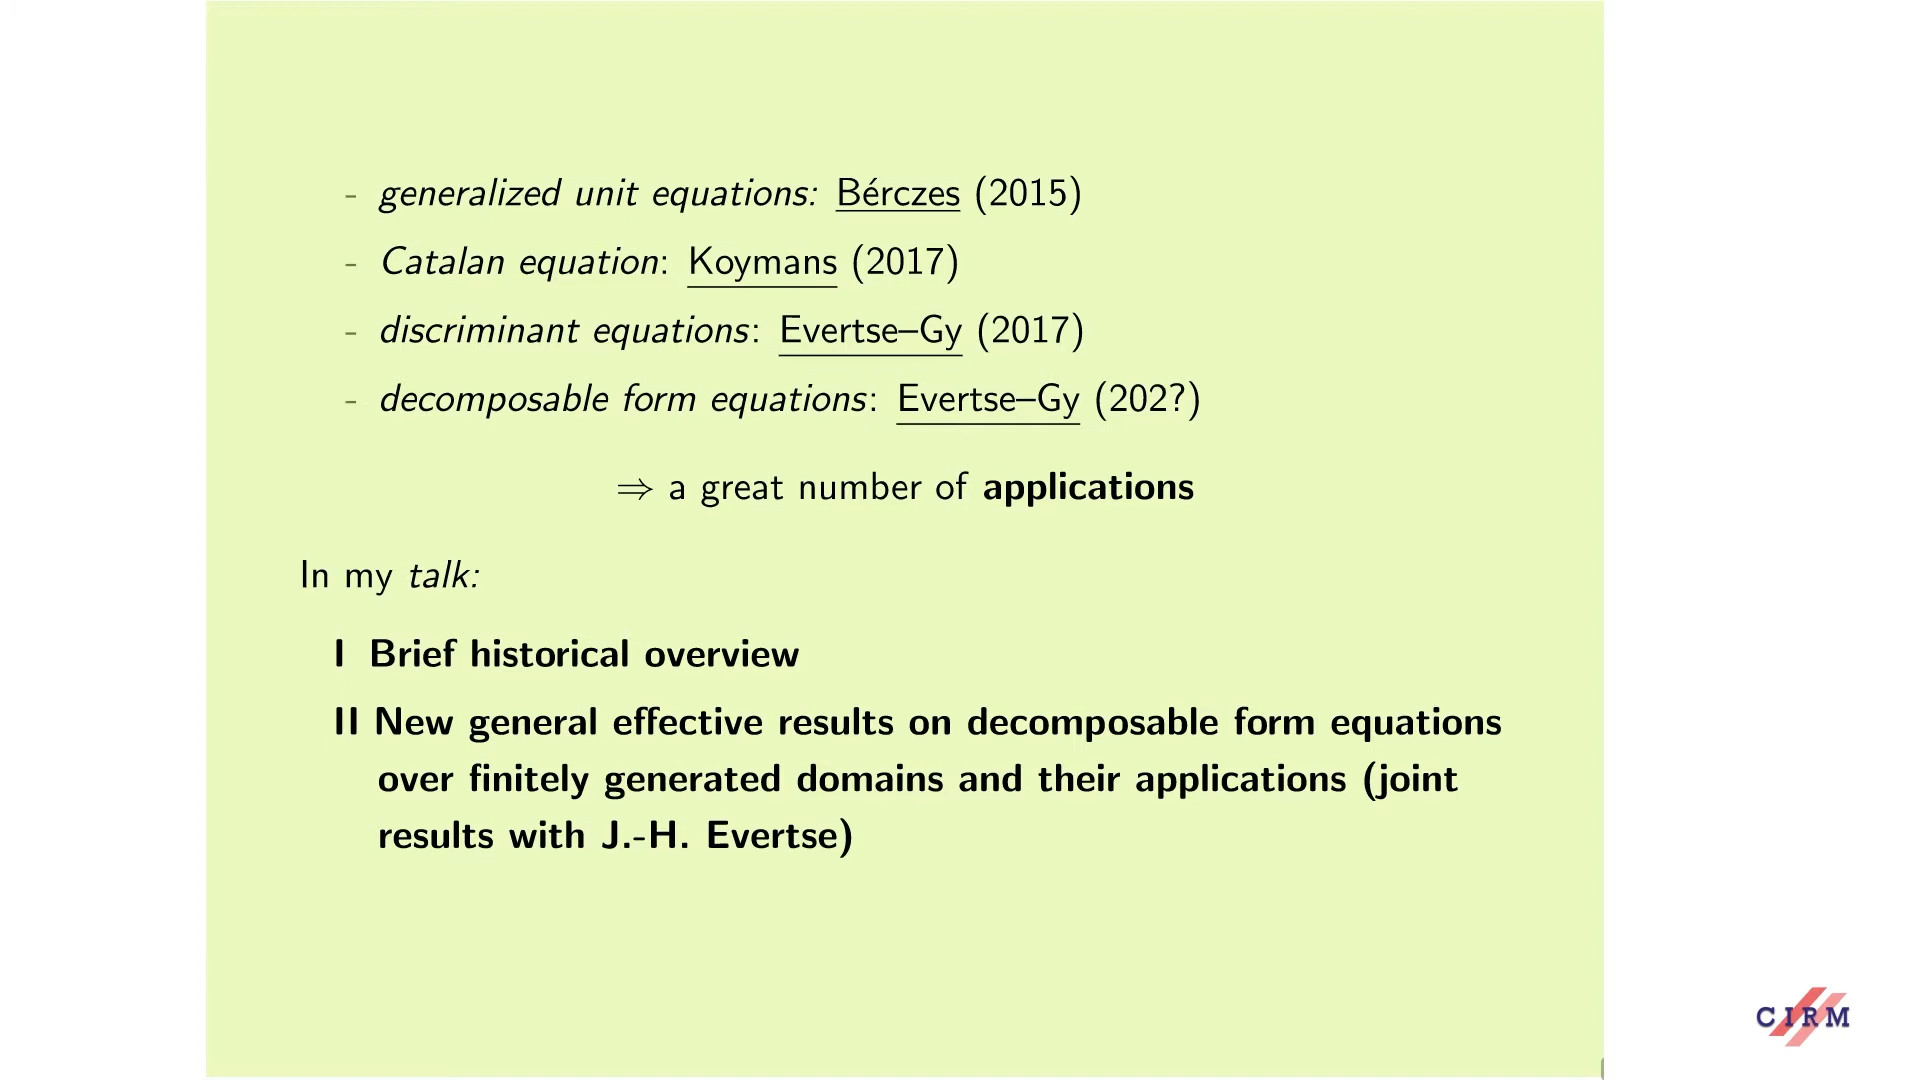 - generalized unit equations: Bérczes (2015)
- Catalan equation: Koymans (2017)
- discriminant equations: Evertse–Gy (2017)
- decomposable form equations: Evertse–Gy (202?)
⇒ a great number of applications
In my talk:
I Brief historical overview
II New general effective results on decomposable form equations
over finitely generated domains and their applications (joint
results with J.-H. Evertse)
CIRM